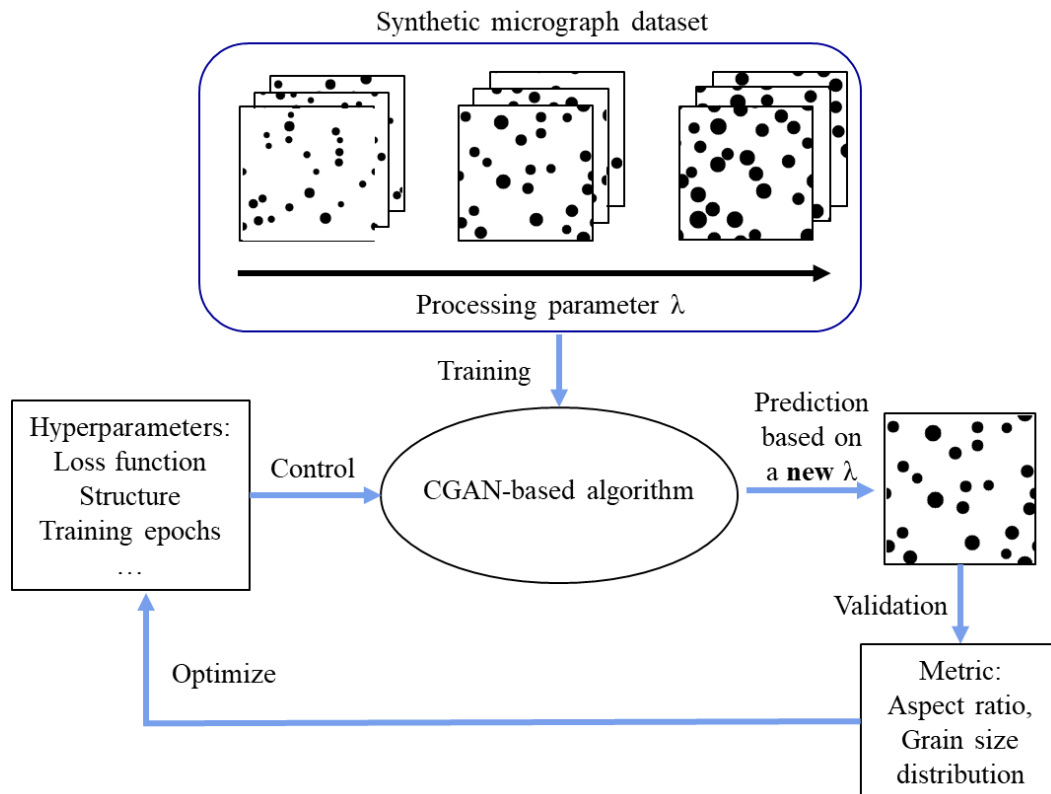 Synthetic micrograph dataset
Processing parameter λ
Training
Hyperparameters:
Loss function
Structure
Training epochs
…
Control
CGAN-based algorithm
Prediction
based on
a new λ
Validation
Optimize
Metric:
Aspect ratio,
Grain size
distribution